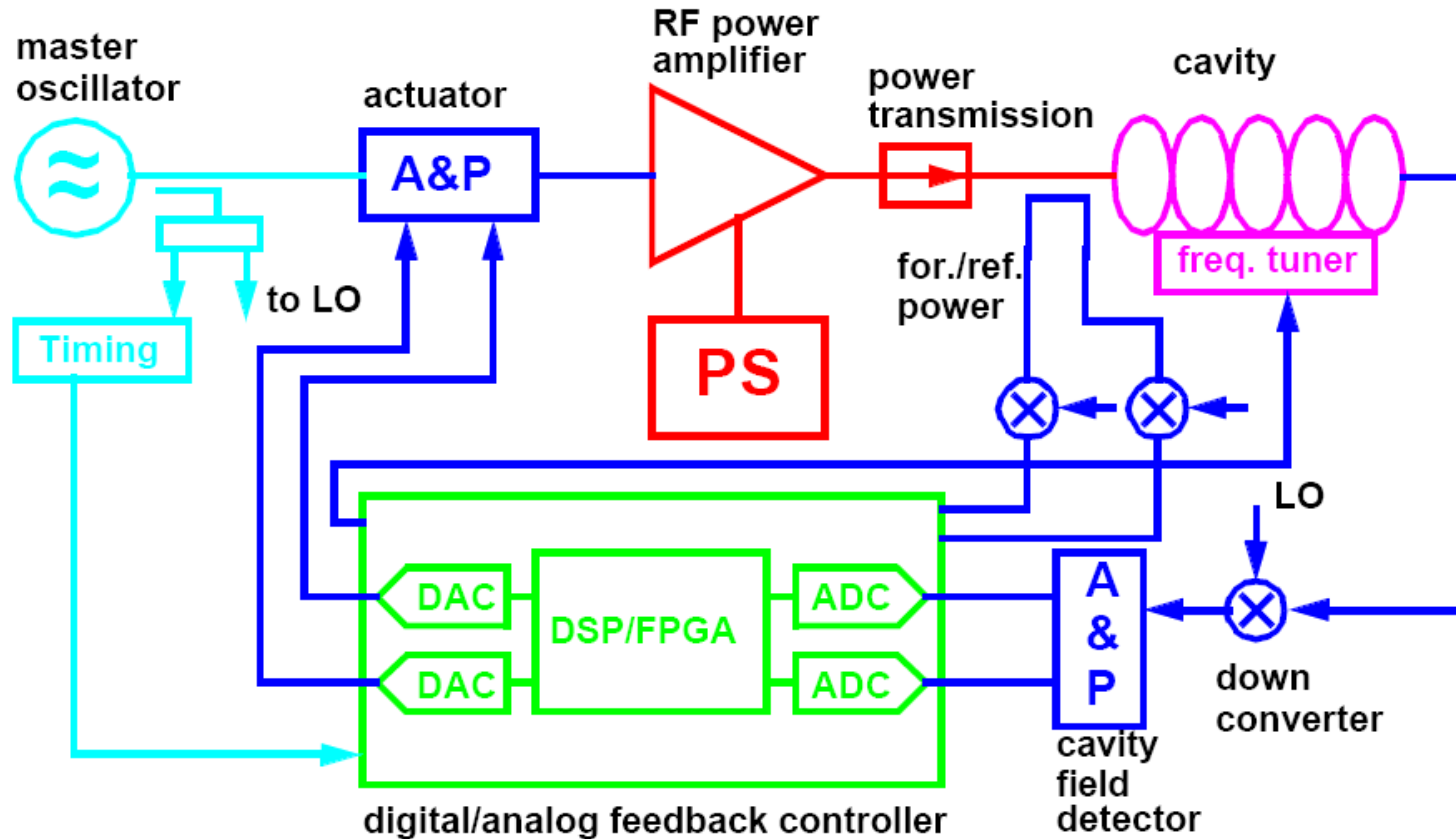 master
oscillator
actuator
RF power
amplifier
power
transmission
cavity
A&P
freq. tuner
for./ref.
power
to LO
Timing
PS
LO
DAC
DSP/FPGA
ADC
DAC
ADC
A
&
P
down
converter
cavity
field
detector
digital/analog feedback controller